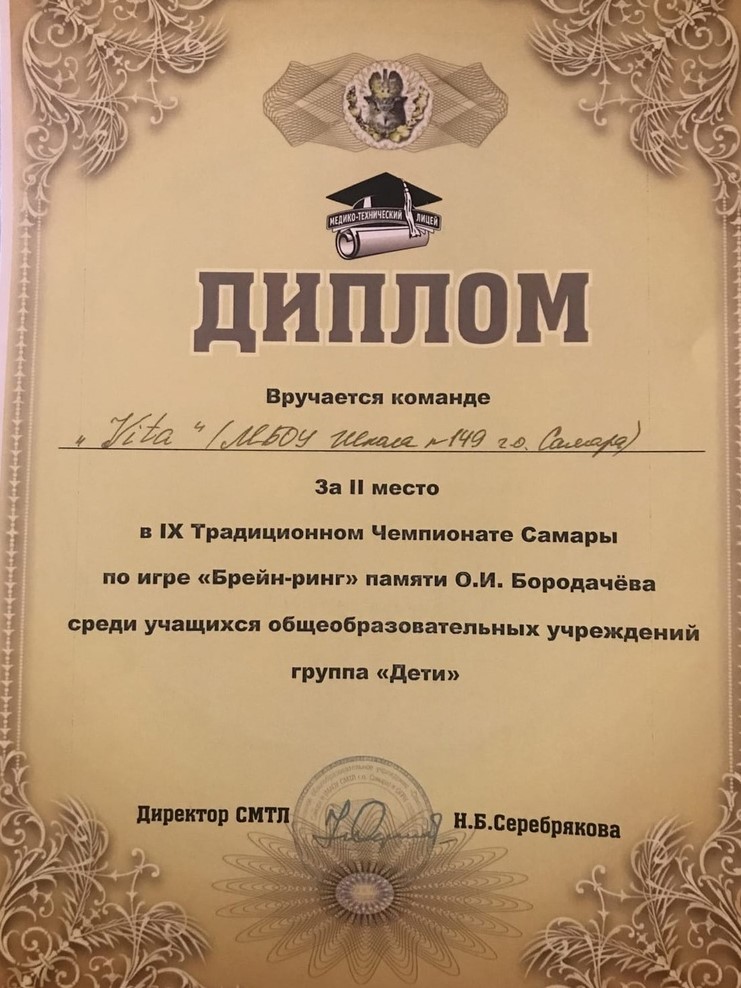 МЕДИКО-ТЕХНИЧЕСКИЙ ЛИЦЕЙ
ДИПЛОМ
Вручается команде
„Vita“ (МБОУ Школа №149 г.о. Самара)
За II место
в IX Традиционном Чемпионате Самары
по игре «Брейн-ринг» памяти О.И. Бородачёва
среди учащихся общеобразовательных учреждений
группа «Дети»
Директор СМТЛ Н.Б.Серебрякова